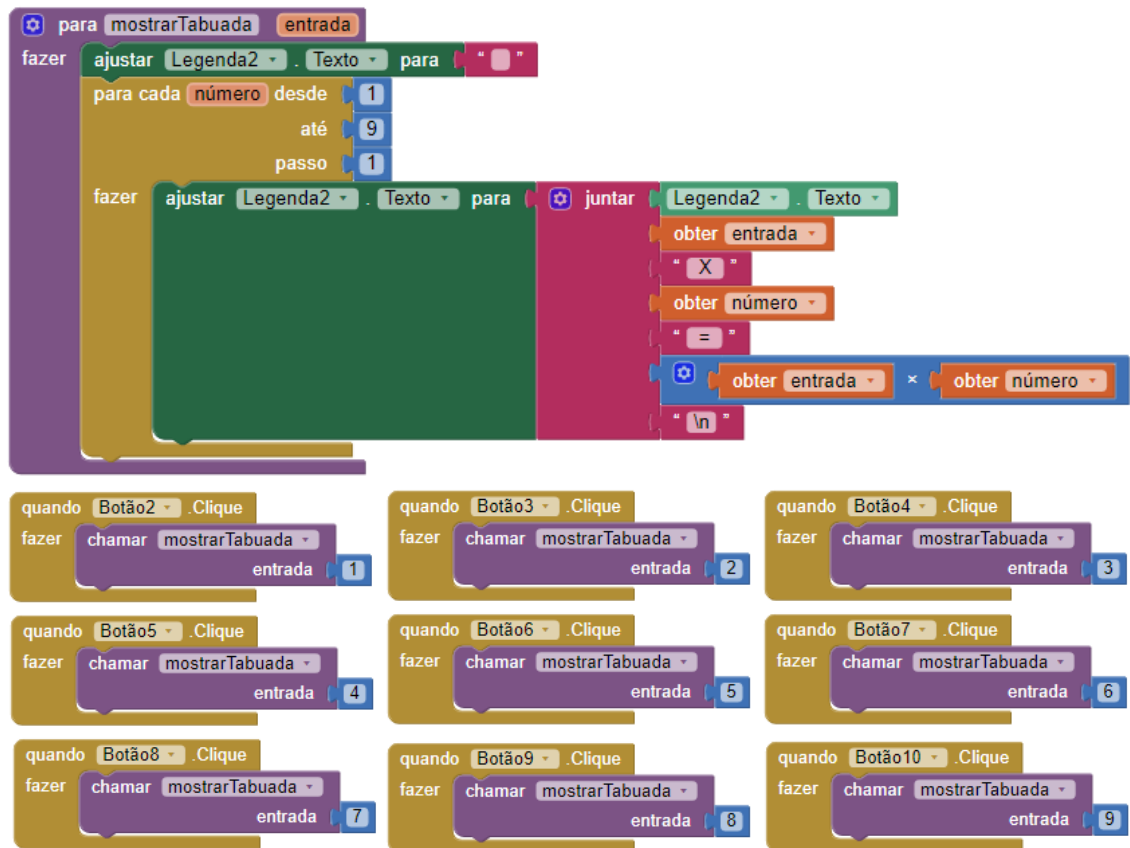 para mostrarTabuada entrada
fazer ajustar Legenda2 . Texto para " "
para cada número desde 1
até 9
passo 1
fazer ajustar Legenda2 . Texto para juntar Legenda2 . Texto
obter entrada
" X "
obter número
" = "
obter entrada × obter número
" \n "
quando Botão2 .Clique
fazer chamar mostrarTabuada
entrada 1
quando Botão3 .Clique
fazer chamar mostrarTabuada
entrada 2
quando Botão4 .Clique
fazer chamar mostrarTabuada
entrada 3
quando Botão5 .Clique
fazer chamar mostrarTabuada
entrada 4
quando Botão6 .Clique
fazer chamar mostrarTabuada
entrada 5
quando Botão7 .Clique
fazer chamar mostrarTabuada
entrada 6
quando Botão8 .Clique
fazer chamar mostrarTabuada
entrada 7
quando Botão9 .Clique
fazer chamar mostrarTabuada
entrada 8
quando Botão10 .Clique
fazer chamar mostrarTabuada
entrada 9